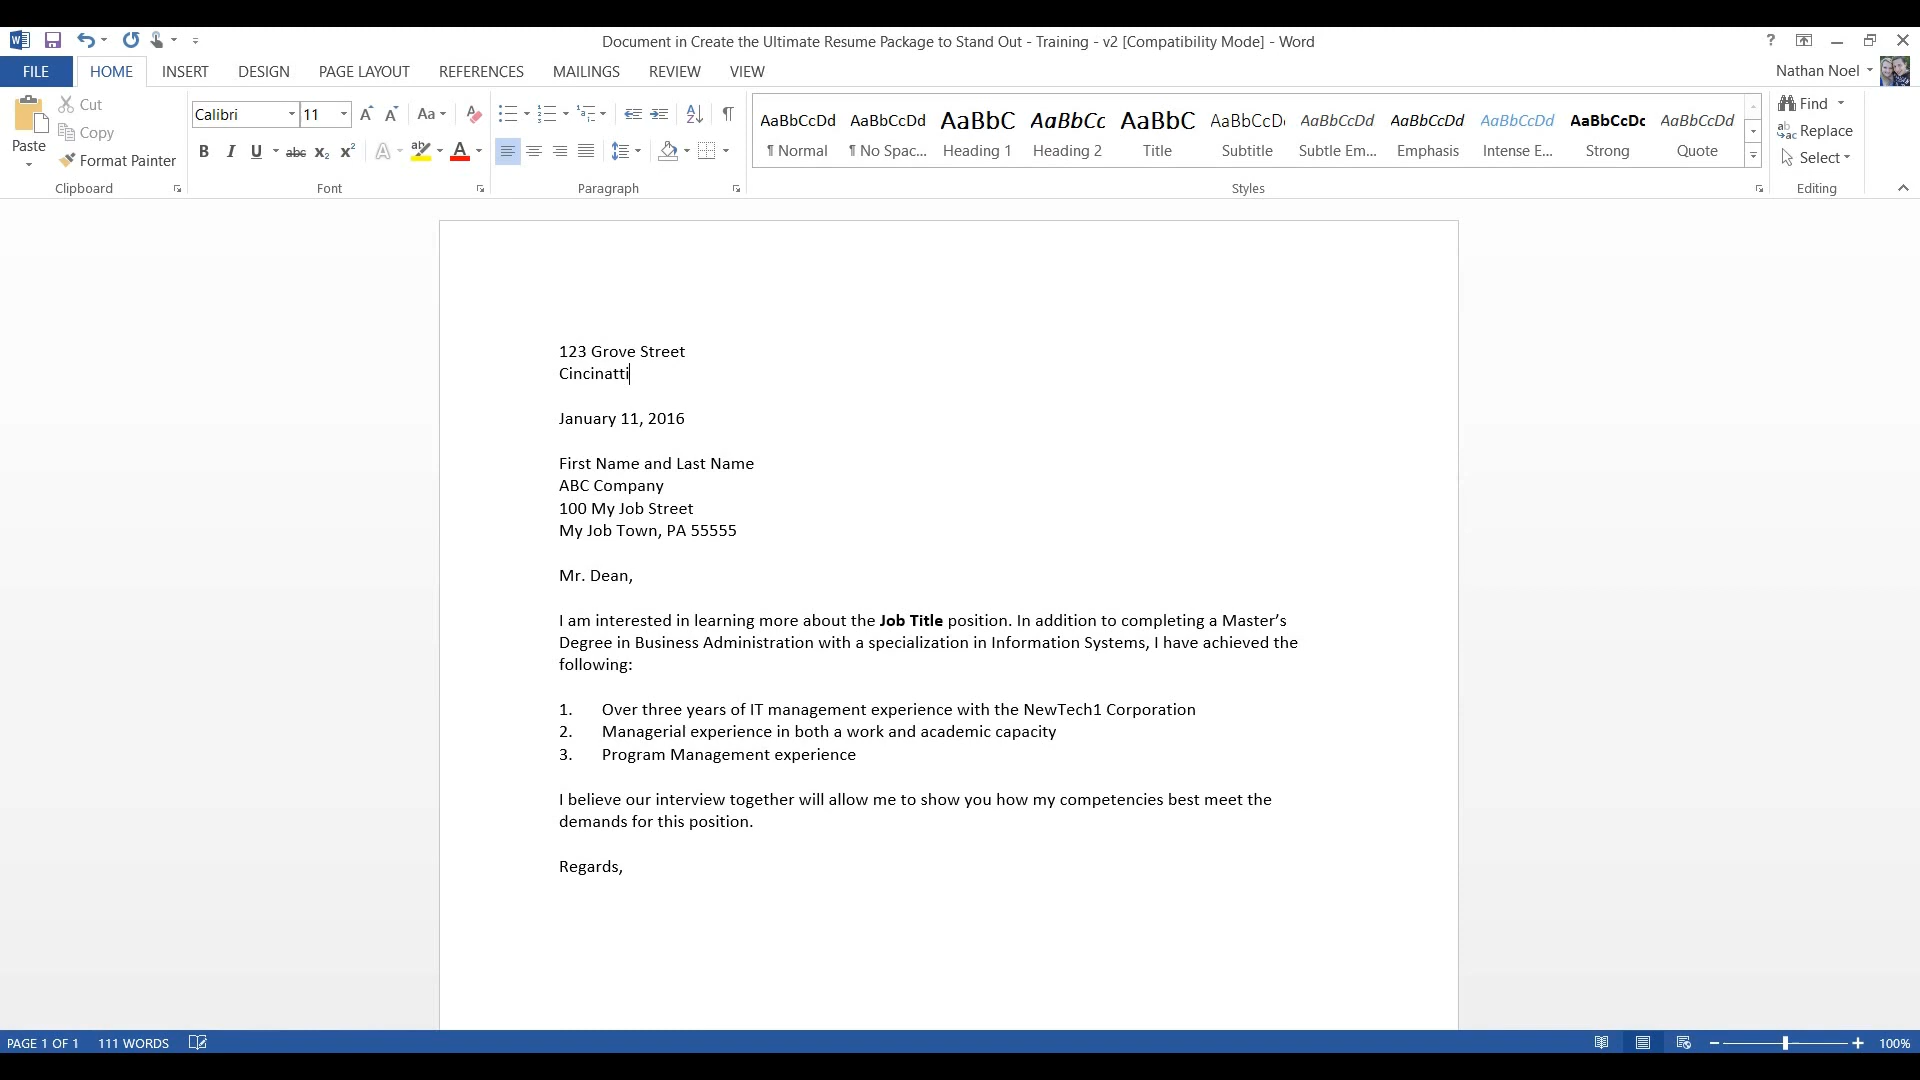 Document in Create the Ultimate Resume Package to Stand Out - Training - v2 [Compatibility Mode] - Word
?
FILE HOME INSERT DESIGN PAGE LAYOUT REFERENCES MAILINGS REVIEW VIEW
Nathan Noel
Paste
Cut
Copy
Format Painter
Clipboard
Calibri 11
Aa
B I U abc x₂ x² A ab A
Font
Paragraph
AaBbCcDd AaBbCcDd AaBbC AaBbCc AaBbC AaBbCcD AaBbCcDd AaBbCcDd AaBbCcDd AaBbCcDc AaBbCcDd
¶ Normal ¶ No Spac... Heading 1 Heading 2 Title Subtitle Subtle Em... Emphasis Intense E... Strong Quote
Styles
Find
Replace
Select
Editing
123 Grove Street
Cincinatti
January 11, 2016
First Name and Last Name
ABC Company
100 My Job Street
My Job Town, PA 55555
Mr. Dean,
I am interested in learning more about the Job Title position. In addition to completing a Master’s
Degree in Business Administration with a specialization in Information Systems, I have achieved the
following:
1. Over three years of IT management experience with the NewTech1 Corporation
2. Managerial experience in both a work and academic capacity
3. Program Management experience
I believe our interview together will allow me to show you how my competencies best meet the
demands for this position.
Regards,
PAGE 1 OF 1 111 WORDS
100%